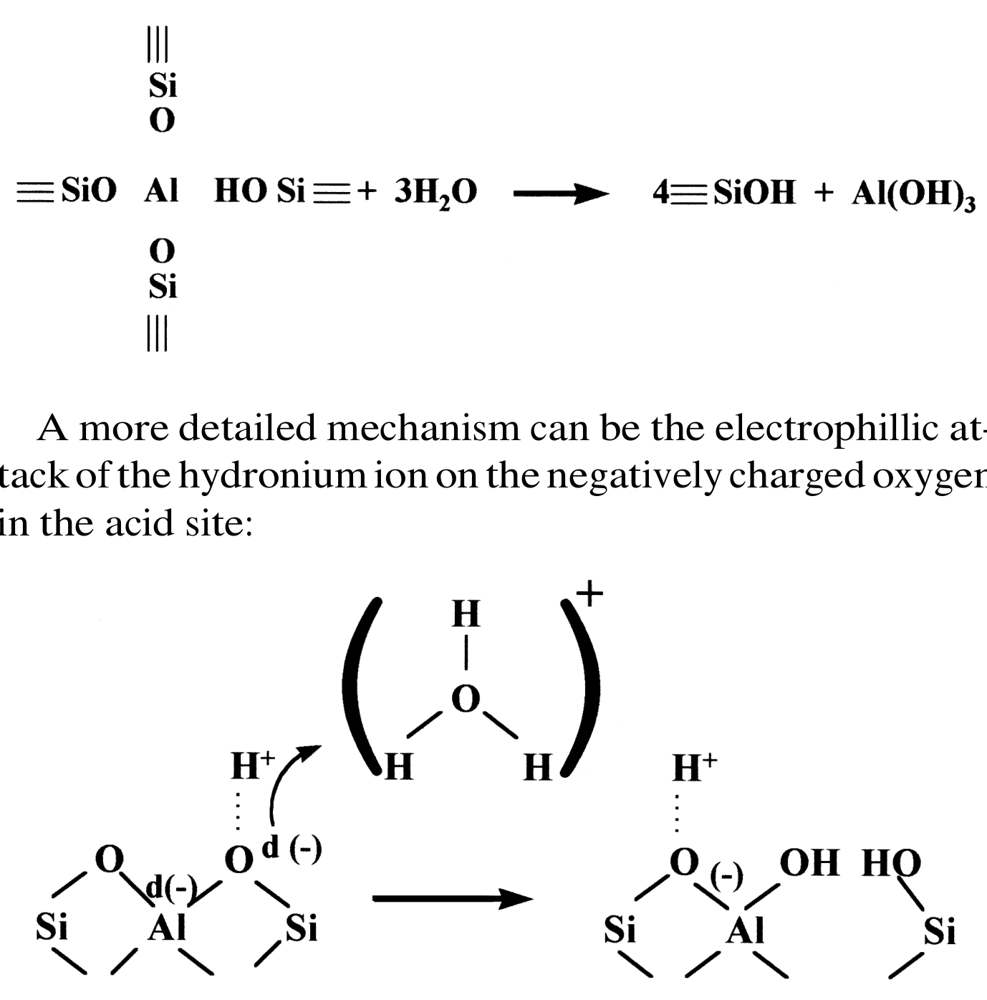 |||
Si
O
≡SiO Al HO Si≡+ 3H₂O ⟶ 4≡SiOH + Al(OH)₃
O
Si
|||
A more detailed mechanism can be the electrophillic at-
tack of the hydronium ion on the negatively charged oxygen
in the acid site:
H +
O
H H
H+ H+
O O d (-) O (-) OH HO
d(-)
Si Al Si Si Al Si